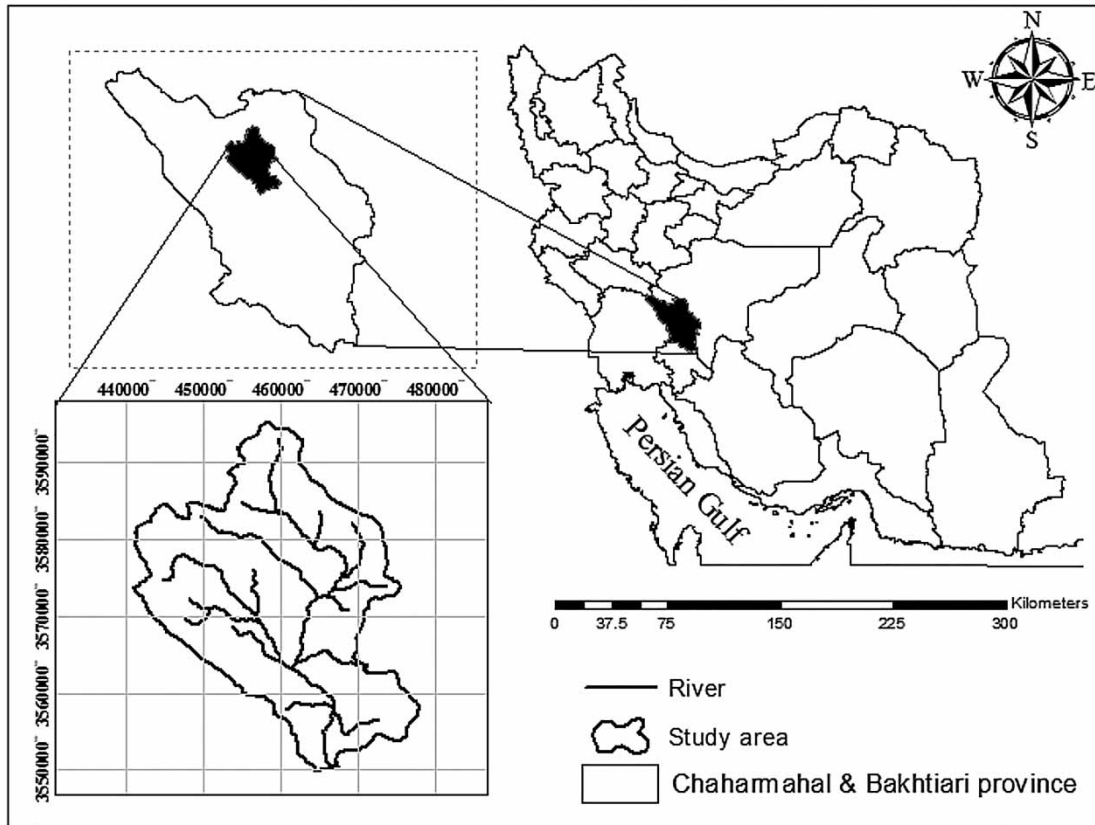 N
W E
S
440000 450000 460000 470000 480000
3590000
3580000
3570000
3560000
3550000
Persian Gulf
Kilometers
0 37.5 75 150 225 300
River
Study area
Chaharmahal & Bakhtiari province